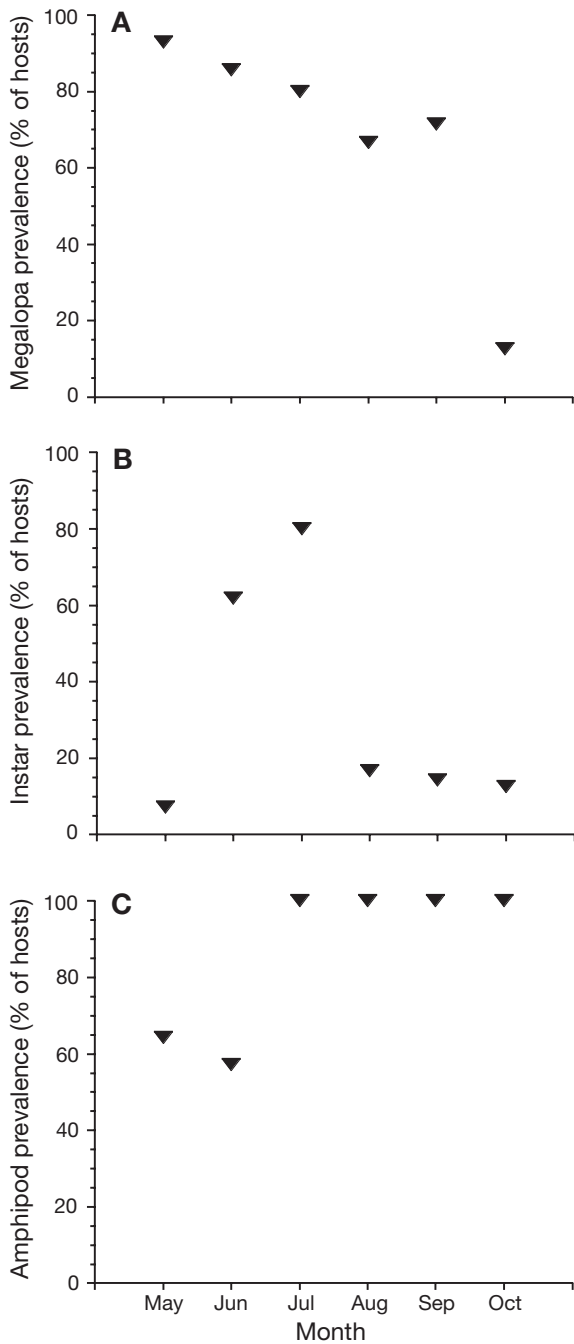 A
Megalopa prevalence (% of hosts)
100
80
60
40
20
0
B
Instar prevalence (% of hosts)
100
80
60
40
20
0
C
Amphipod prevalence (% of hosts)
100
80
60
40
20
0
May Jun Jul Aug Sep Oct
Month